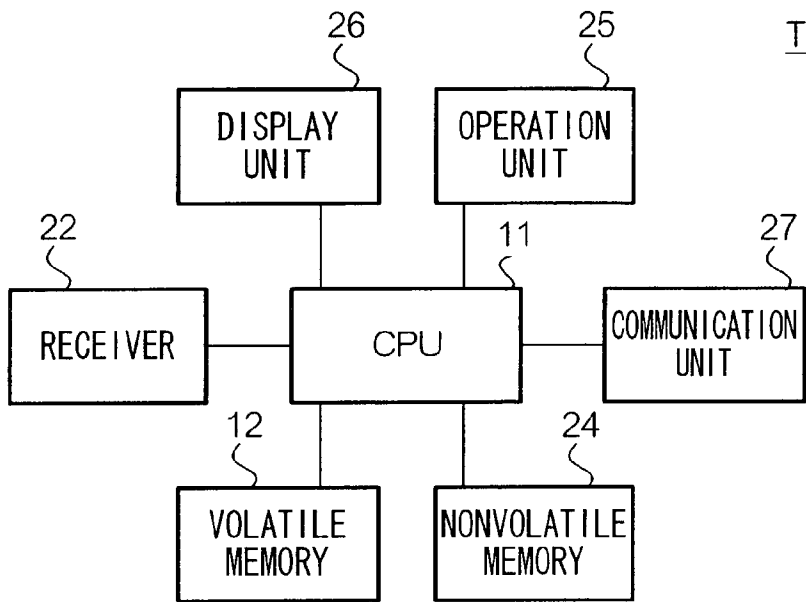 26
25
T
DISPLAY
UNIT
OPERATION
UNIT
22
11
27
RECEIVER
CPU
COMMUNICATION
UNIT
12
24
VOLATILE
MEMORY
NONVOLATILE
MEMORY